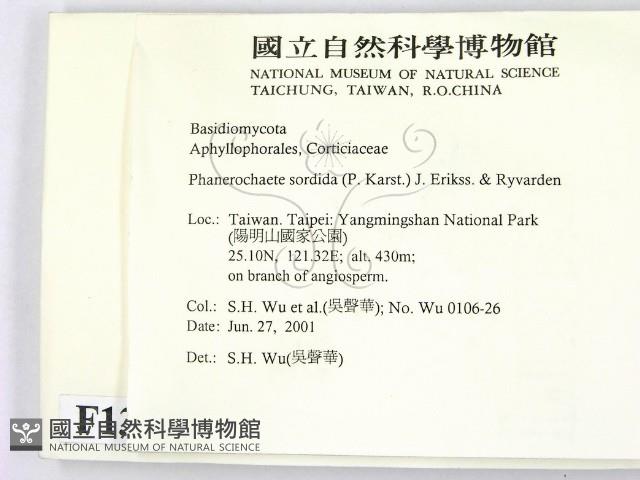 國立自然科學博物館
NATIONAL MUSEUM OF NATURAL SCIENCE
TAICHUNG, TAIWAN, R.O.CHINA
Basidiomycota
Aphyllophorales, Corticiaceae
Phanerochaete sordida (P. Karst.) J. Erikss. & Ryvarden
Loc.: Taiwan. Taipei: Yangmingshan National Park
(陽明山國家公園)
25.10N, 121.32E; alt. 430m;
on branch of angiosperm.
Col.: S.H. Wu et al.(吳聲華); No. Wu 0106-26
Date: Jun. 27, 2001
Det.: S.H. Wu(吳聲華)
國立自然科學博物館
NATIONAL MUSEUM OF NATURAL SCIENCE